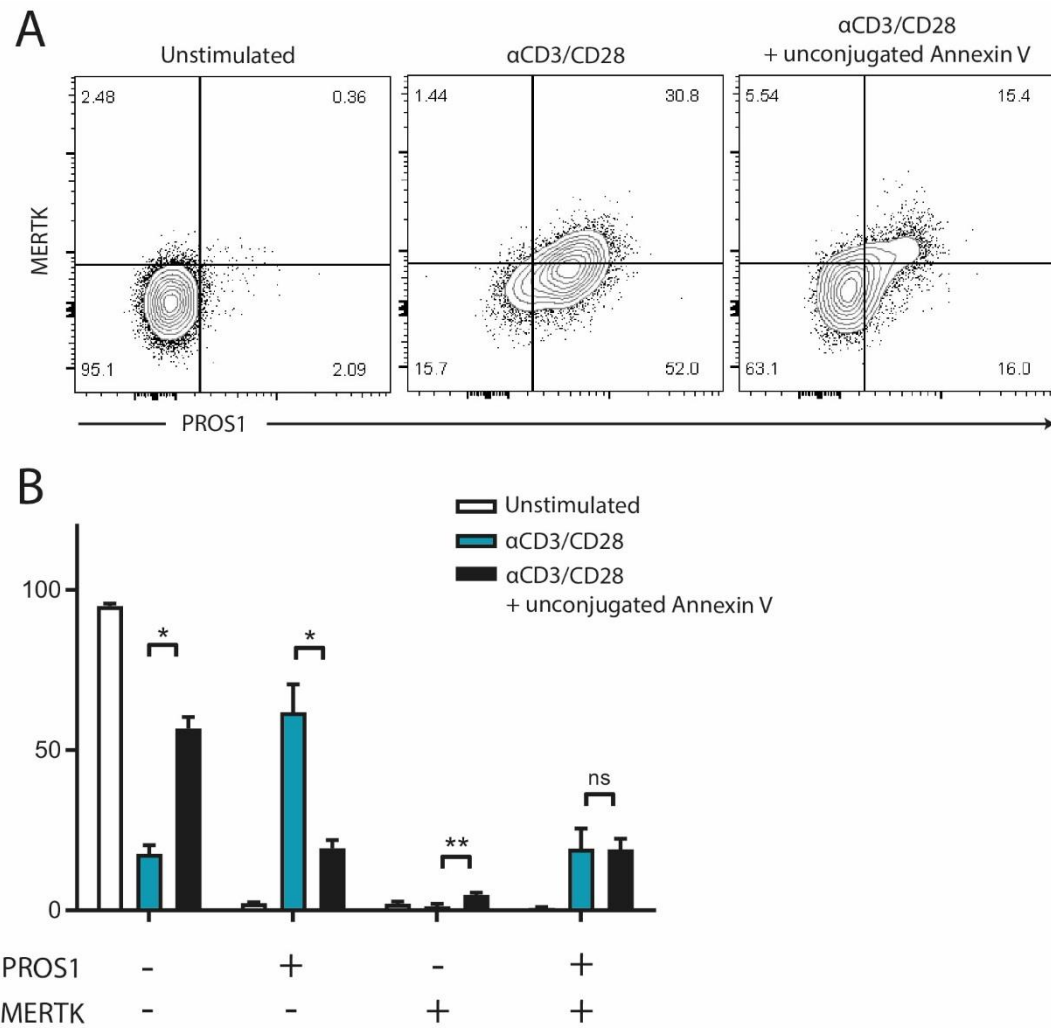 A
Unstimulated
αCD3/CD28
αCD3/CD28
+ unconjugated Annexin V
2.48
0.36
95.1
2.09
1.44
30.8
15.7
52.0
5.54
15.4
63.1
16.0
MERTK
PROS1
B
Unstimulated
αCD3/CD28
αCD3/CD28
+ unconjugated Annexin V
100
50
0
*
*
**
ns
PROS1 - + - +
MERTK - - + +